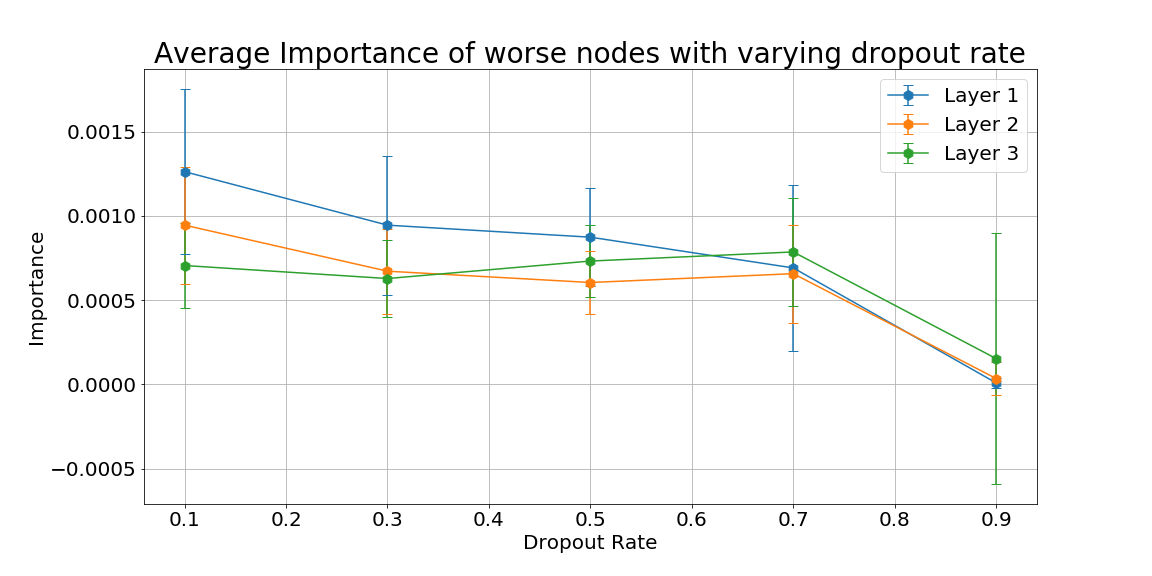 Average Importance of worse nodes with varying dropout rate
Layer 1
Layer 2
Layer 3
0.0015
0.0010
0.0005
0.0000
−0.0005
Importance
0.1 0.2 0.3 0.4 0.5 0.6 0.7 0.8 0.9
Dropout Rate